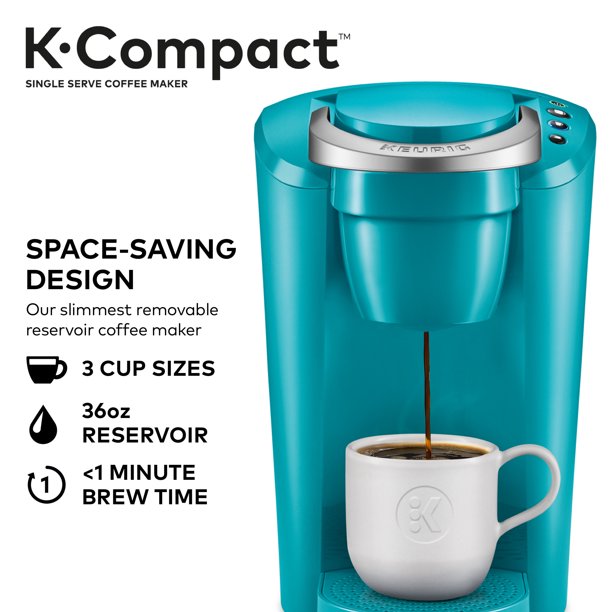 K•Compact™
SINGLE SERVE COFFEE MAKER
KEURIG
SPACE-SAVING
DESIGN
Our slimmest removable
reservoir coffee maker
3 CUP SIZES
36oz
RESERVOIR
1
<1 MINUTE
BREW TIME
K